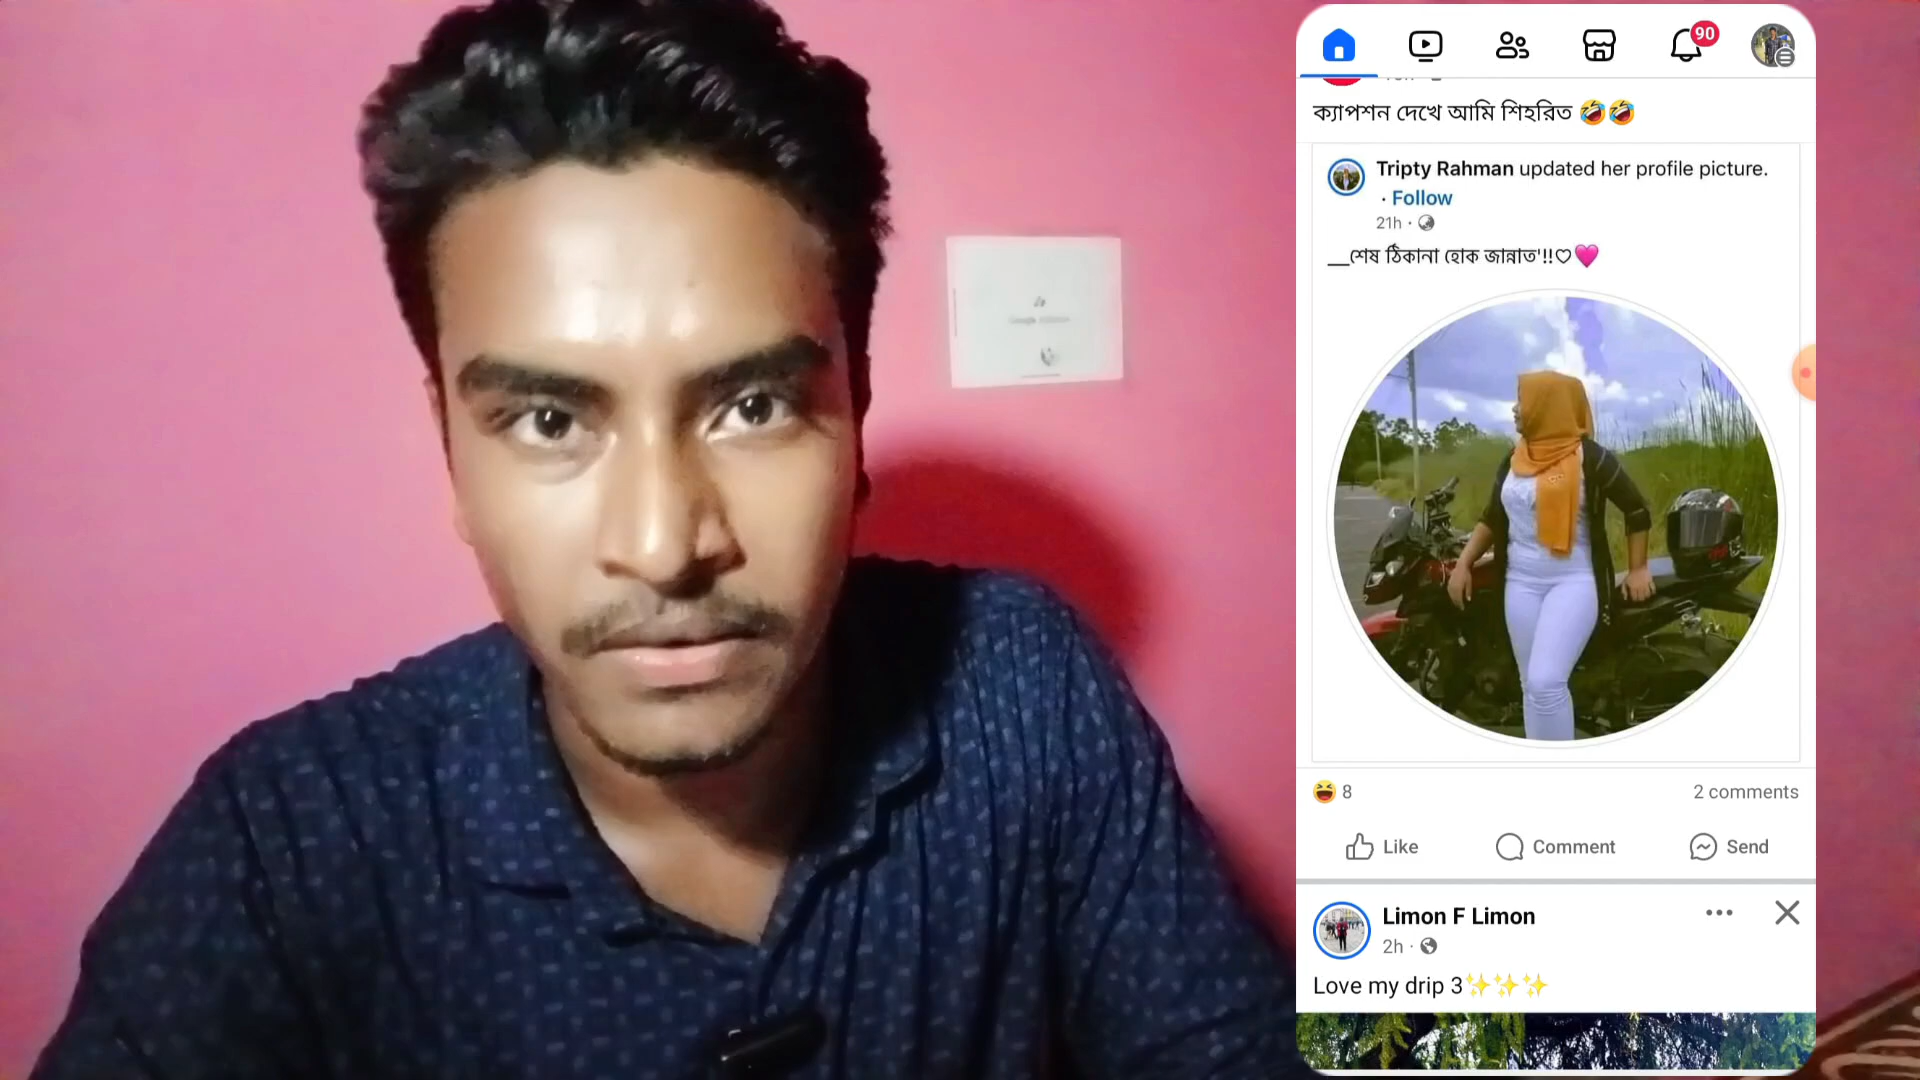 90
ক্যাপশন দেখে আমি শিহরিত 🤣🤣
Tripty Rahman updated her profile picture.
· Follow
21h ·
__শেষ ঠিকানা হোক জান্নাত'!!♡🩷
8
2 comments
Like
Comment
Send
Limon F Limon
2h ·
Love my drip 3✨✨✨